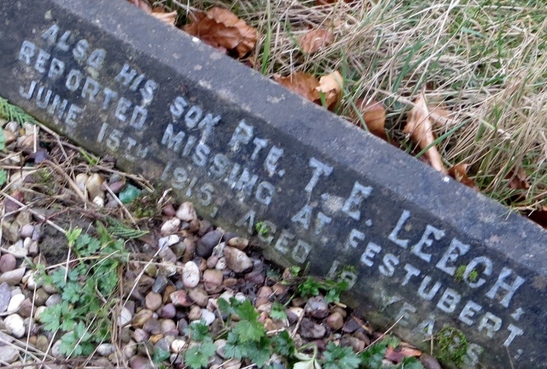 ALSO HIS SON PTE. T. E. LEECH,
REPORTED MISSING AT FESTUBERT,
JUNE 15TH 1915, AGED 19 YEARS